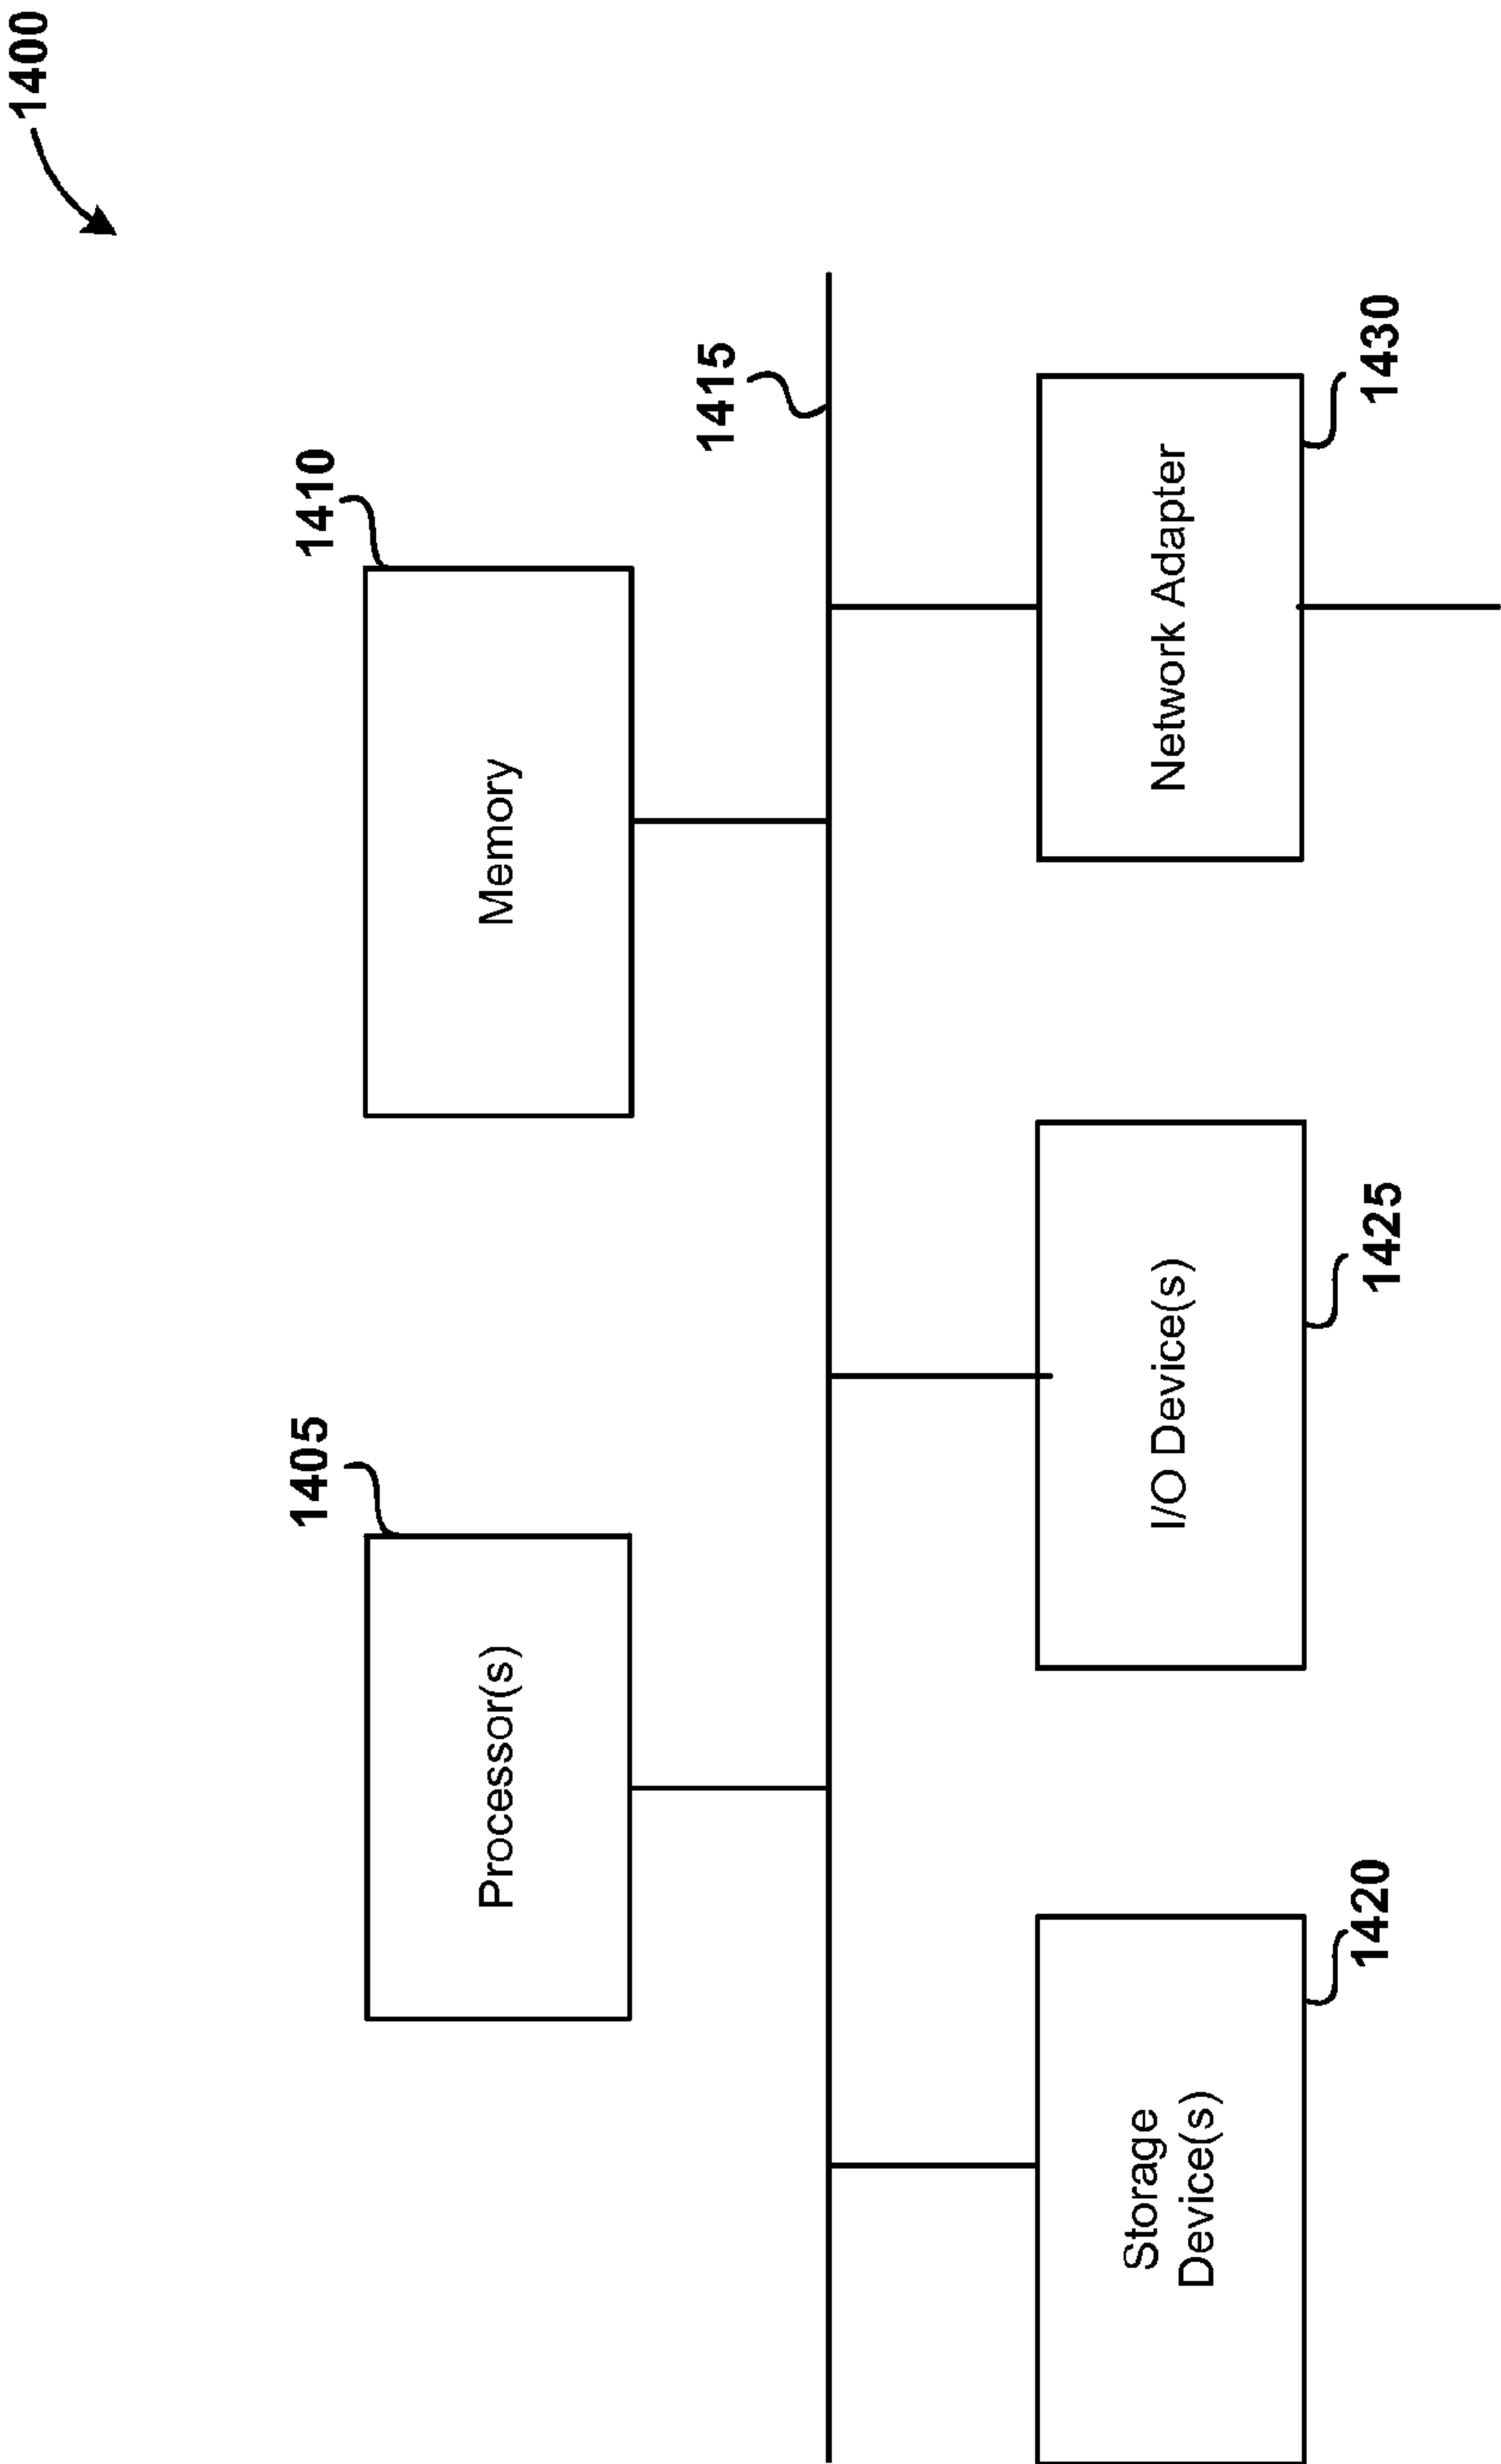 1400
1405
1410
Processor(s)
Memory
1415
Storage
Device(s)
I/O Device(s)
Network Adapter
1420
1425
1430